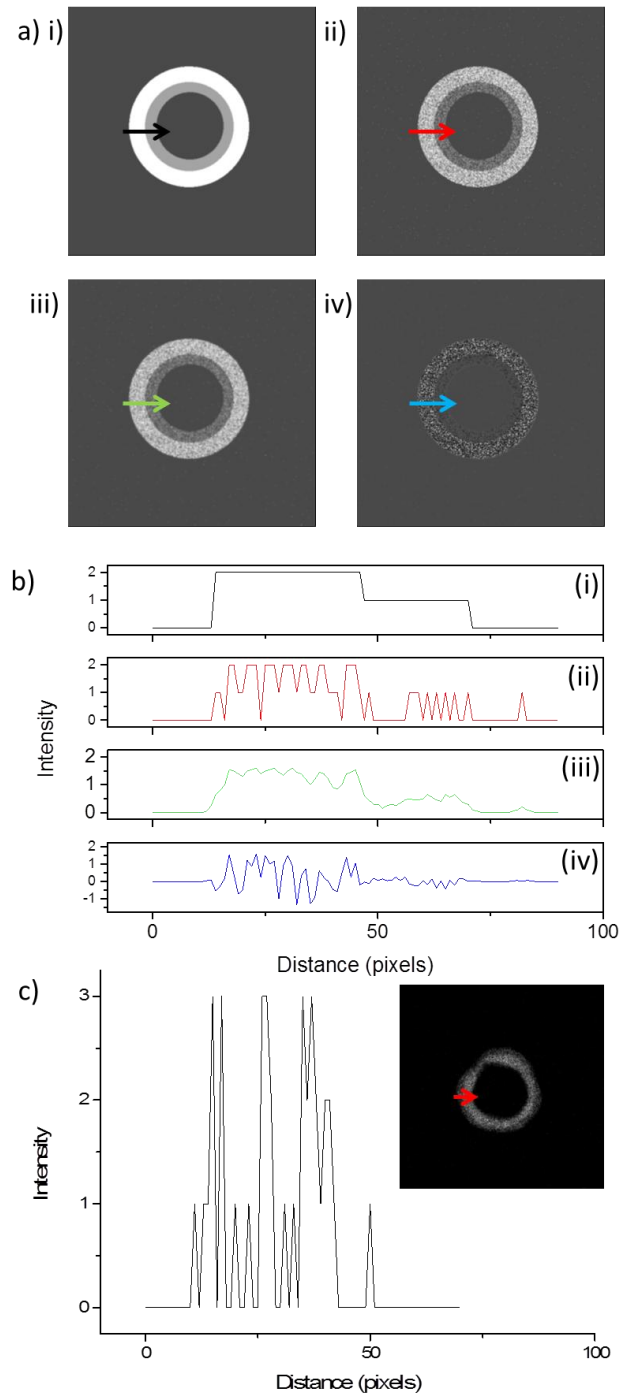 a) i)
ii)
iii)
iv)
b)
Intensity
2
1
0
(i)
2
1
0
(ii)
2
1
0
(iii)
2
1
0
-1
(iv)
0
50
100
Distance (pixels)
c)
Intensity
3
2
1
0
0
50
100
Distance (pixels)